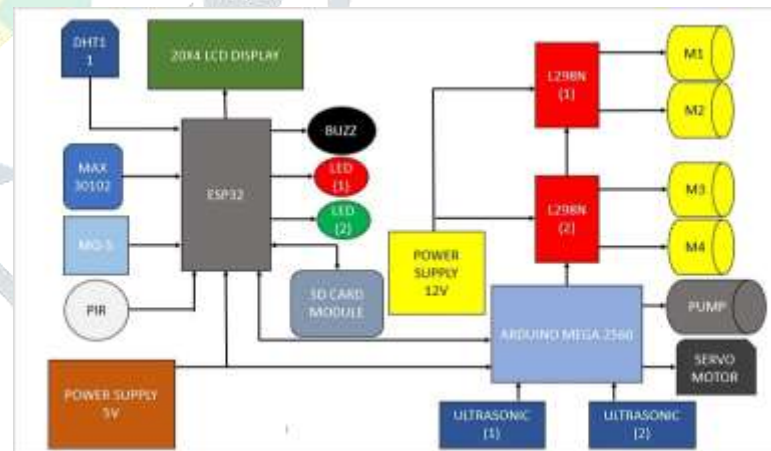 DHT1
1
20X4 LCD DISPLAY
L298N
(1)
M1
M2
BUZZ
MAX
30102
ESP32
LED
(1)
LED
(2)
L298N
(2)
M3
M4
MQ-5
PIR
SD CARD
MODULE
POWER
SUPPLY
12V
ARDUINO MEGA 2560
PUMP
SERVO
MOTOR
POWER SUPPLY
5V
ULTRASONIC
(1)
ULTRASONIC
(2)